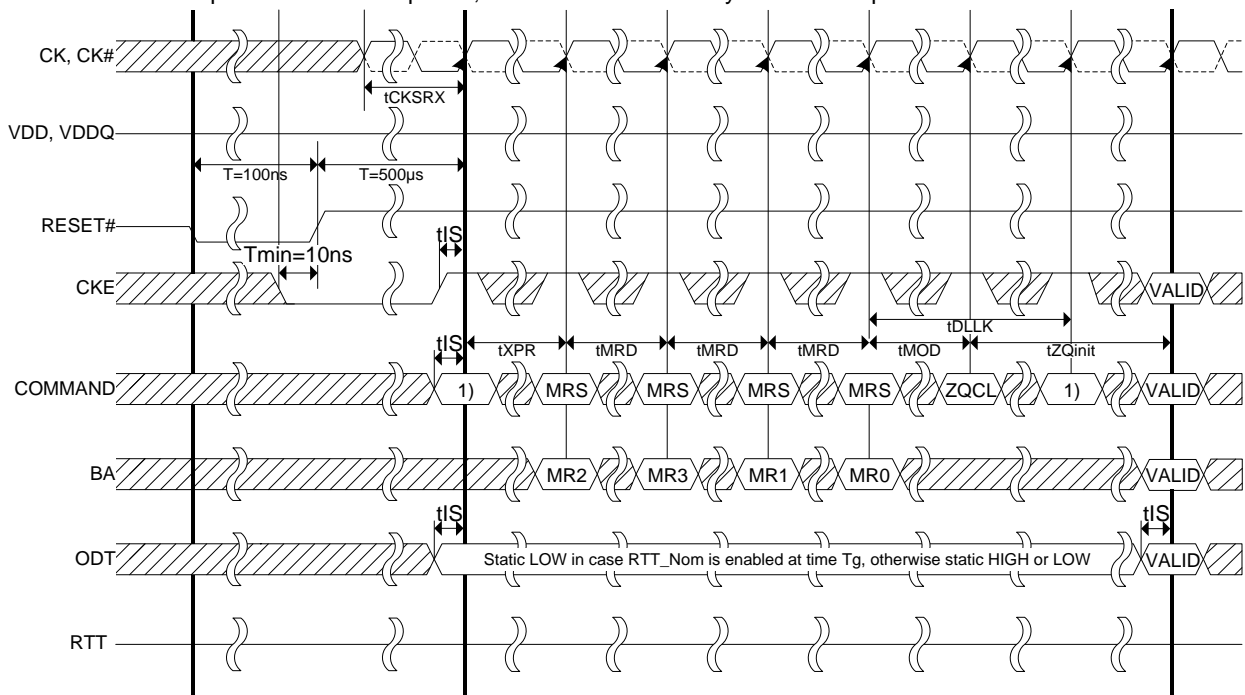 CK, CK#
tCKSRX
VDD, VDDQ
T=100ns
T=500µs
RESET#
tIS
Tmin=10ns
CKE
VALID
tDLLK
tIS
tXPR
tMRD
tMRD
tMRD
tMOD
tZQinit
COMMAND
1)
MRS
MRS
MRS
MRS
ZQCL
1)
VALID
BA
MR2
MR3
MR1
MR0
VALID
tIS
tIS
ODT
Static LOW in case RTT_Nom is enabled at time Tg, otherwise static HIGH or LOW
VALID
RTT